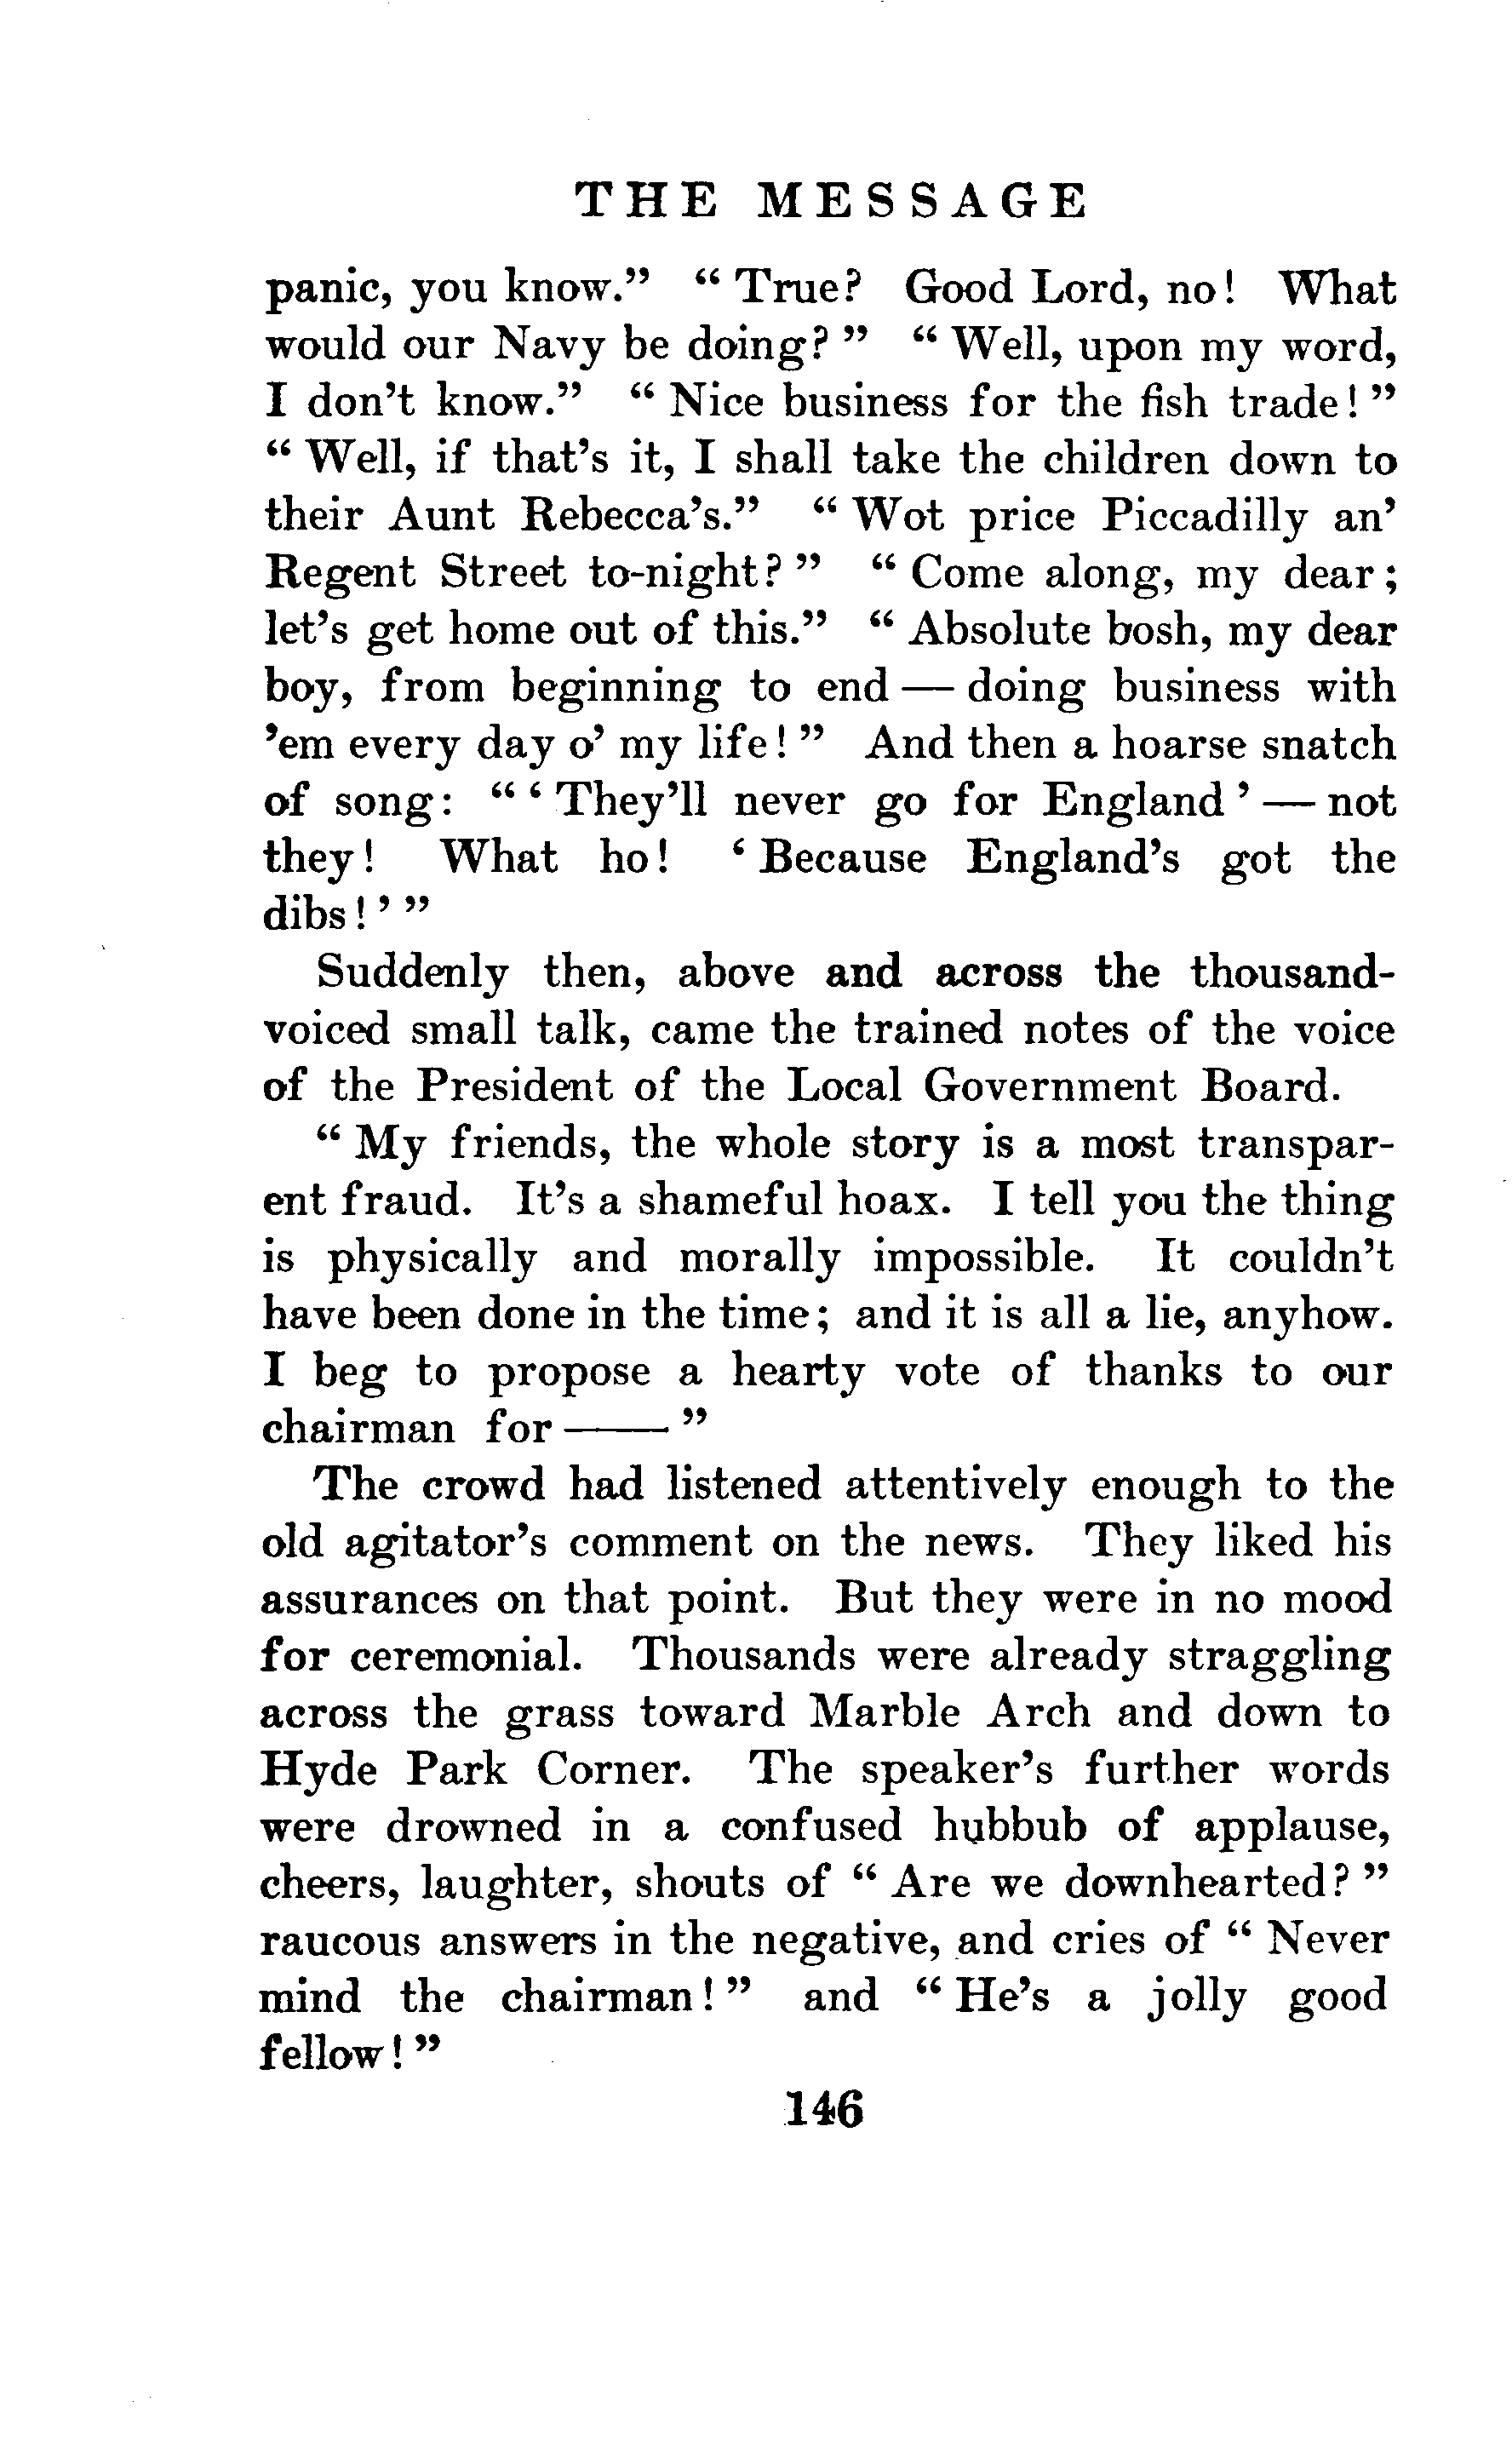 THE MESSAGE
panic, you know." " True? Good Lord, no! What
would our Navy be doing? " " Well, upon my word,
I don't know." " Nice business for the fish trade! "
" Well, if that's it, I shall take the children down to
their Aunt Rebecca's." " Wot price Piccadilly an'
Regent Street to-night? " " Come along, my dear;
let's get home out of this." " Absolute bosh, my dear
boy, from beginning to end — doing business with
'em every day o' my life! " And then a hoarse snatch
of song: " ' They'll never go for England ' — not
they! What ho! ' Because England's got the
dibs! ' "
Suddenly then, above and across the thousand-
voiced small talk, came the trained notes of the voice
of the President of the Local Government Board.
" My friends, the whole story is a most transpar-
ent fraud. It's a shameful hoax. I tell you the thing
is physically and morally impossible. It couldn't
have been done in the time; and it is all a lie, anyhow.
I beg to propose a hearty vote of thanks to our
chairman for —— "
The crowd had listened attentively enough to the
old agitator's comment on the news. They liked his
assurances on that point. But they were in no mood
for ceremonial. Thousands were already straggling
across the grass toward Marble Arch and down to
Hyde Park Corner. The speaker's further words
were drowned in a confused hubbub of applause,
cheers, laughter, shouts of " Are we downhearted? "
raucous answers in the negative, and cries of " Never
mind the chairman! " and " He's a jolly good
fellow! "
146